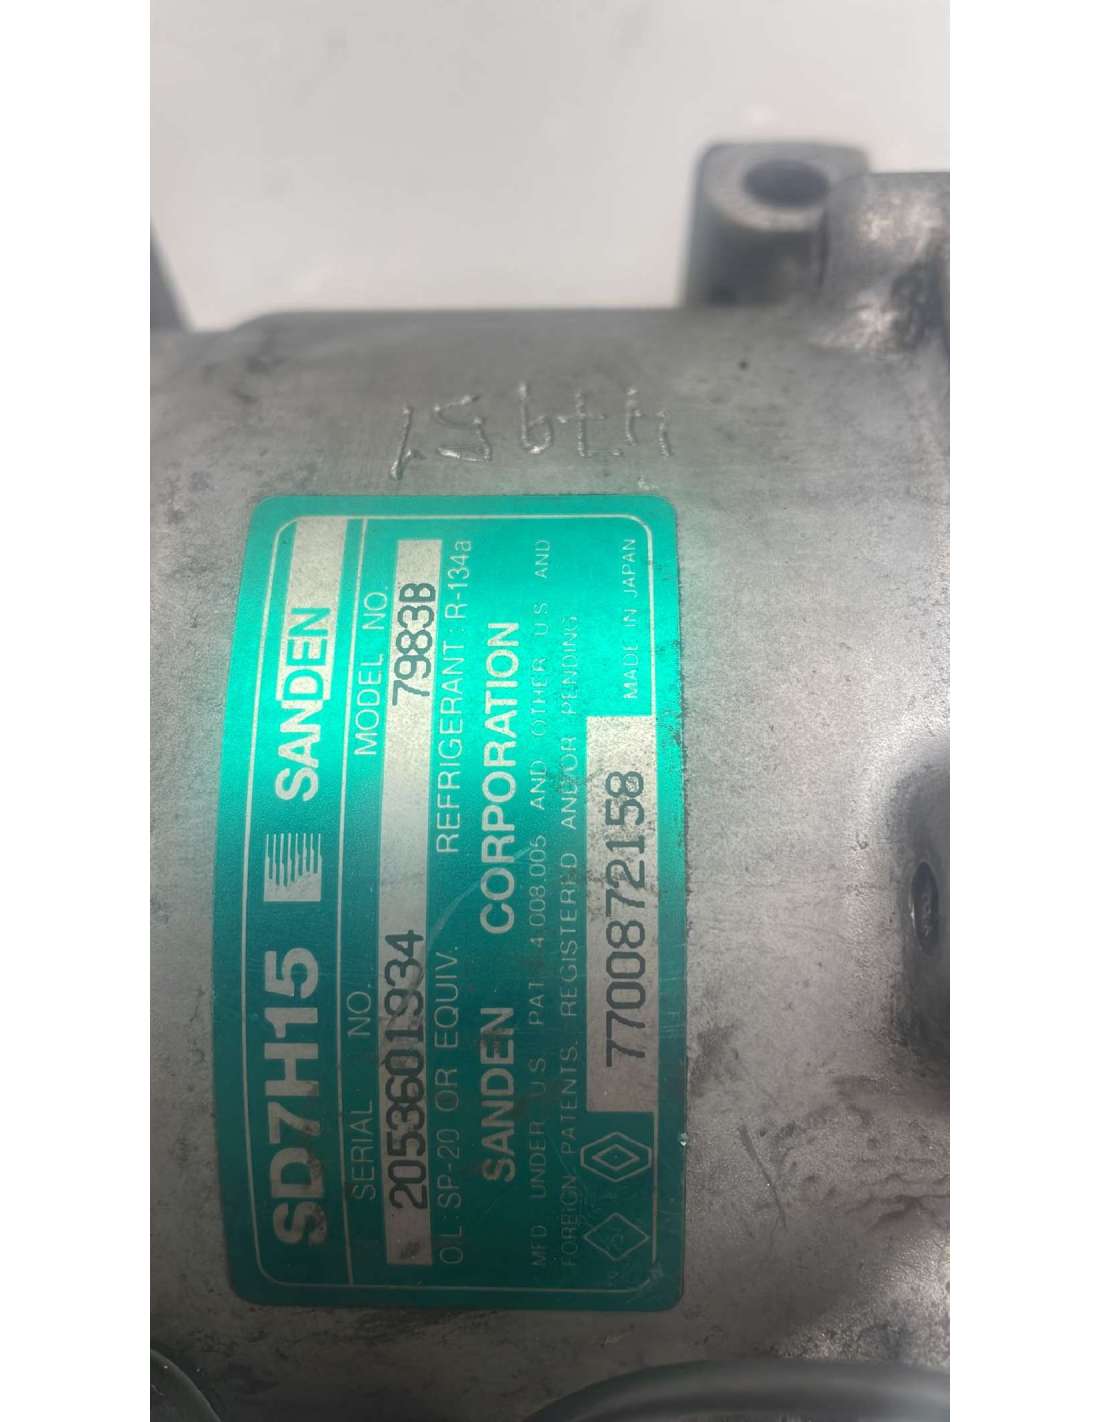 SD7H15 SANDEN
SERIAL NO. MODEL NO.
2053601934 7983B
OIL:SP-20 OR EQUIV. REFRIGERANT:R-134a
SANDEN CORPORATION
MFD UNDER U.S. PAT.4.008.005 AND OTHER U.S AND
FOREIGN PATENTS, REGISTERED AND/OR PENDING
7700872158 MADE IN JAPAN